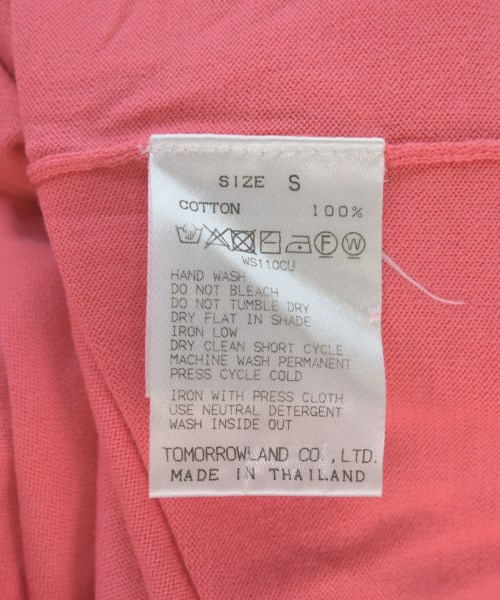 SIZE S
COTTON 100%
F W
WS110CU
HAND WASH
DO NOT BLEACH
DO NOT TUMBLE DRY
DRY FLAT IN SHADE
IRON LOW
DRY CLEAN SHORT CYCLE
MACHINE WASH PERMANENT
PRESS CYCLE COLD
IRON WITH PRESS CLOTH
USE NEUTRAL DETERGENT
WASH INSIDE OUT
TOMORROWLAND CO.,LTD.
MADE IN THAILAND